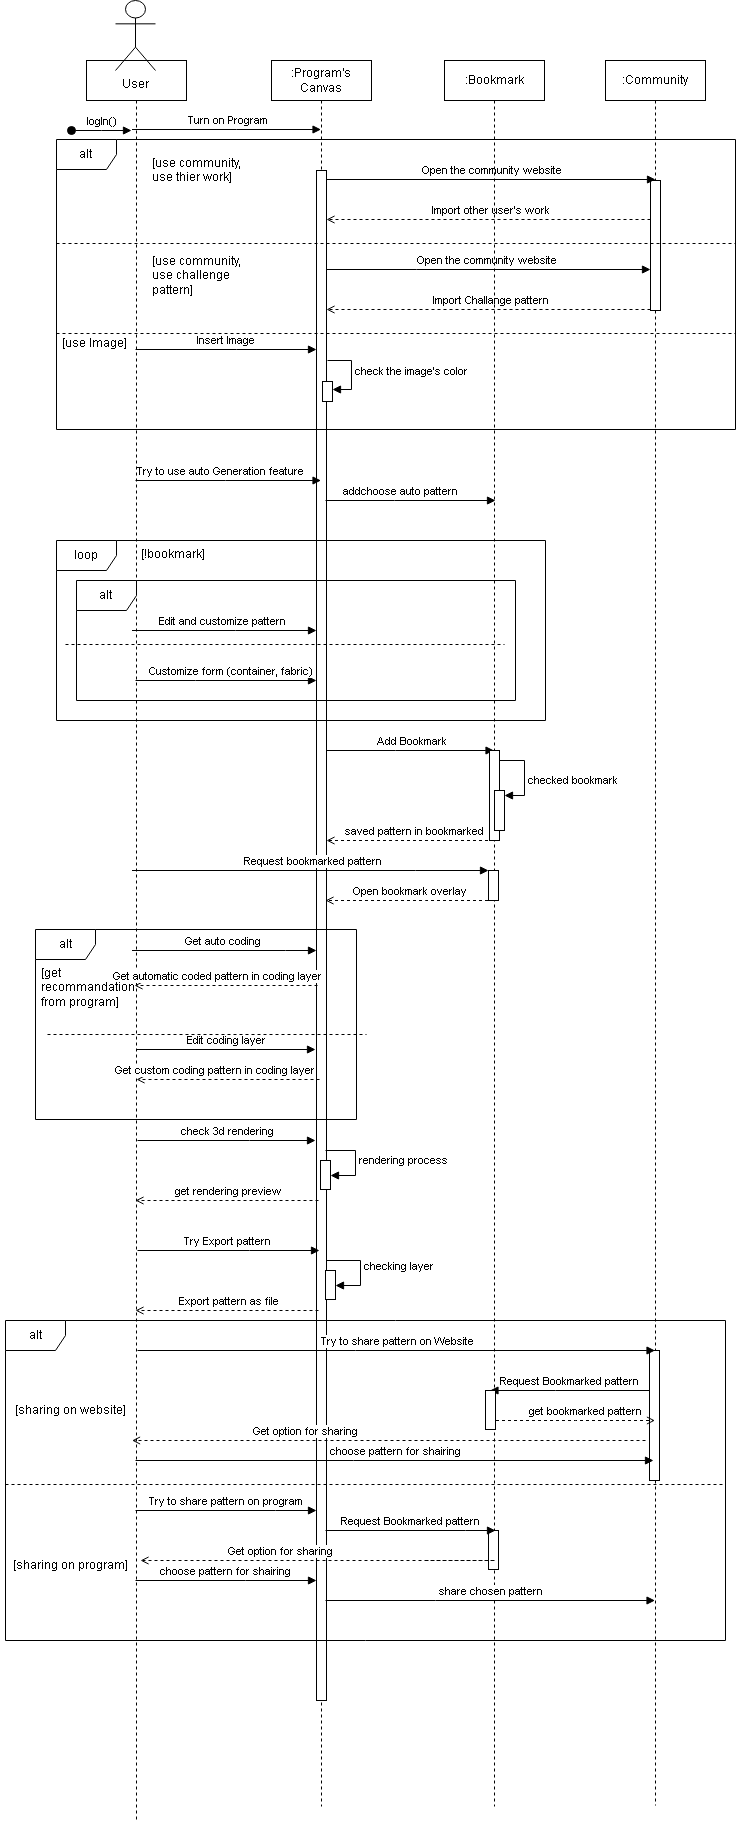 User
:Program's
Canvas
:Bookmark
:Community
logIn()
Turn on Program
alt
[use community,
use thier work]
Open the community website
Import other user's work
[use community,
use challenge
pattern]
Open the community website
Import Challange pattern
[use Image]
Insert Image
check the image's color
Try to use auto Generation feature
addchoose auto pattern
loop
[!bookmark]
alt
Edit and customize pattern
Customize form (container, fabric)
Add Bookmark
checked bookmark
saved pattern in bookmarked
Request bookmarked pattern
Open bookmark overlay
alt
Get auto coding
[get
recommandation
from program]
Get automatic coded pattern in coding layer
Edit coding layer
Get custom coding pattern in coding layer
check 3d rendering
rendering process
get rendering preview
Try Export pattern
checking layer
Export pattern as file
alt
Try to share pattern on Website
Request Bookmarked pattern
[sharing on website]
get bookmarked pattern
Get option for sharing
choose pattern for shairing
Try to share pattern on program
Request Bookmarked pattern
Get option for sharing
[sharing on program]
choose pattern for shairing
share chosen pattern